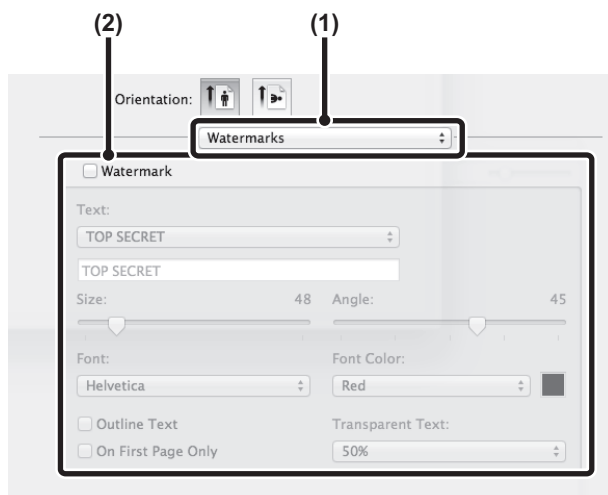 (2) (1)
Orientation:
Watermarks
Watermark
Text:
TOP SECRET
TOP SECRET
Size: 48 Angle: 45
Font: Font Color:
Helvetica Red
Outline Text Transparent Text:
On First Page Only 50%